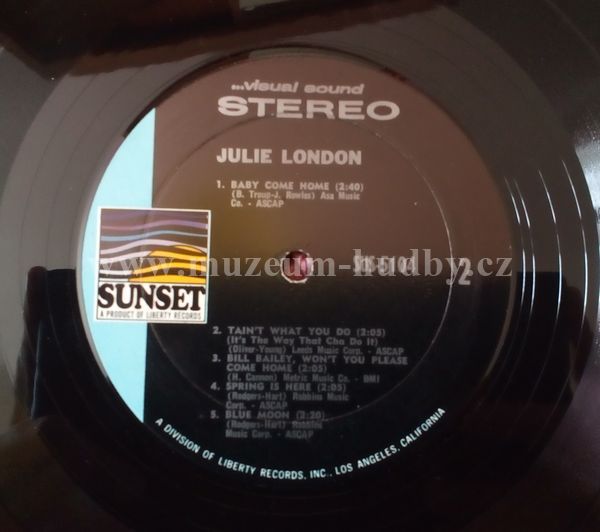 ...visual sound
STEREO
JULIE LONDON
1. BABY COME HOME (2:40)
(B. Troup-J. Rowles) Asa Music
Co. - ASCAP
www.muzeum-hudby.cz
2
SUNSET
A PRODUCT OF LIBERTY RECORDS
2. TAIN'T WHAT YOU DO (2:05)
(It's The Way That Cha Do It)
(Oliver-Young) Leeds Music Corp. - ASCAP
3. BILL BAILEY, WON'T YOU PLEASE
COME HOME (2:05)
(H. Cannon) Metric Music Co. - BMI
4. SPRING IS HERE (2:05)
(Rodgers-Hart) Robbins Music
Corp. - ASCAP
5. BLUE MOON (2:20)
(Rodgers-Hart) Robbins
Music Corp. - ASCAP
A DIVISION OF LIBERTY RECORDS, INC., LOS ANGELES, CALIFORNIA